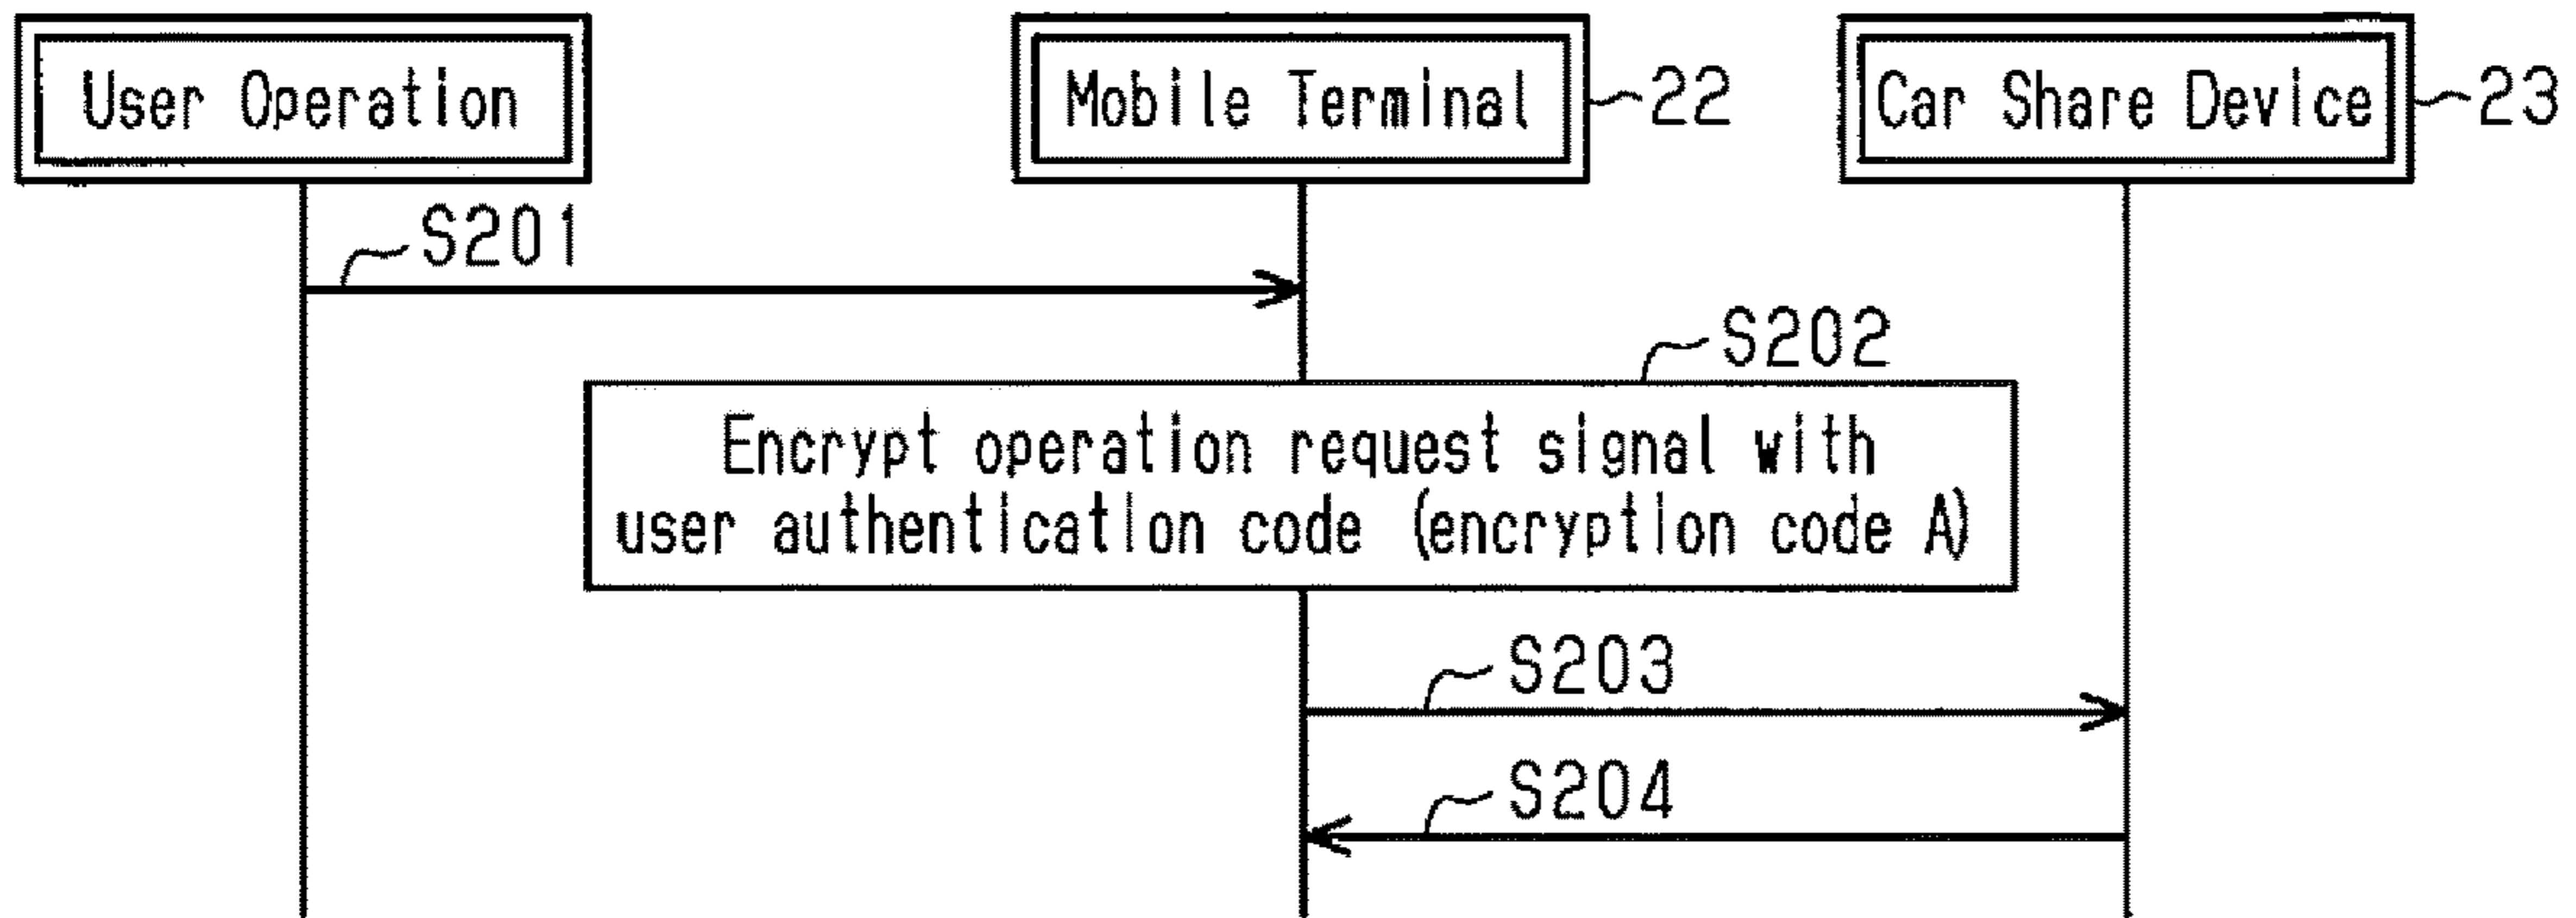 User Operation
Mobile Terminal
22
Car Share Device
23
S201
S202
Encrypt operation request signal with
user authentication code (encryption code A)
S203
S204